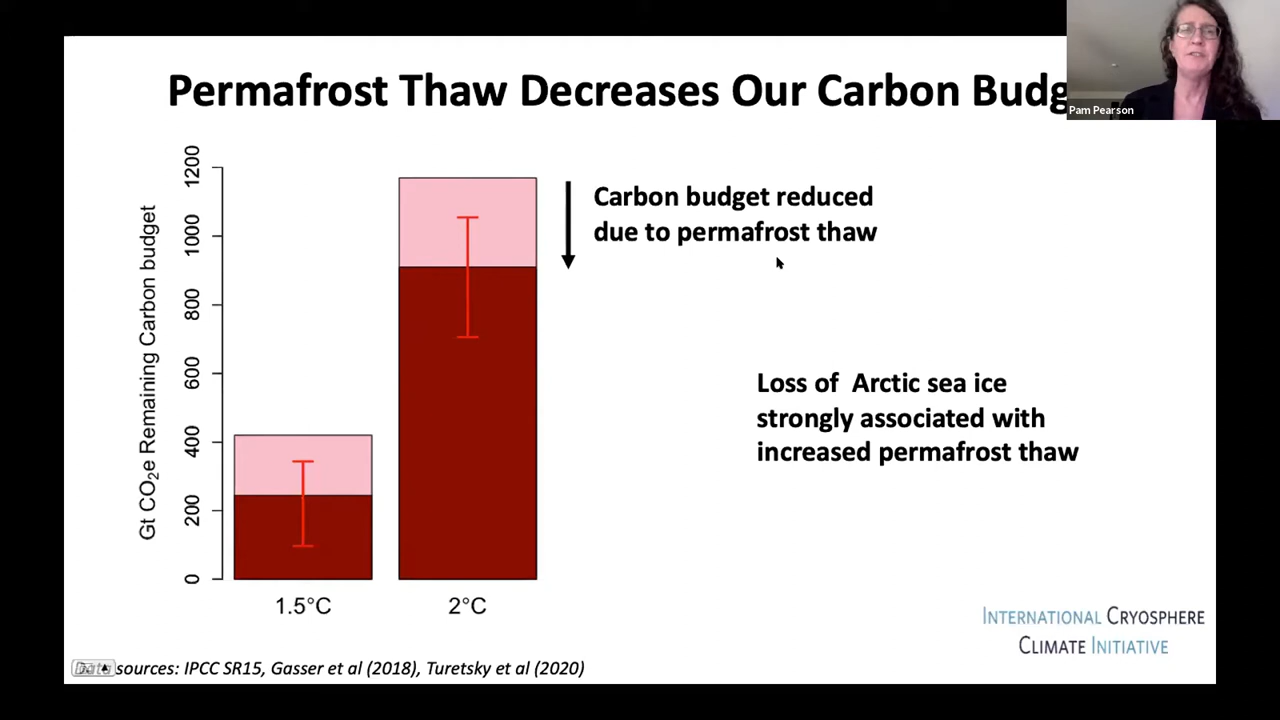 Permafrost Thaw Decreases Our Carbon Budg
Pam Pearson
Gt CO₂e Remaining Carbon budget
1200
1000
800
600
400
200
0
1.5°C
2°C
Carbon budget reduced
due to permafrost thaw
Loss of Arctic sea ice
strongly associated with
increased permafrost thaw
INTERNATIONAL CRYOSPHERE
CLIMATE INITIATIVE
sources: IPCC SR15, Gasser et al (2018), Turetsky et al (2020)